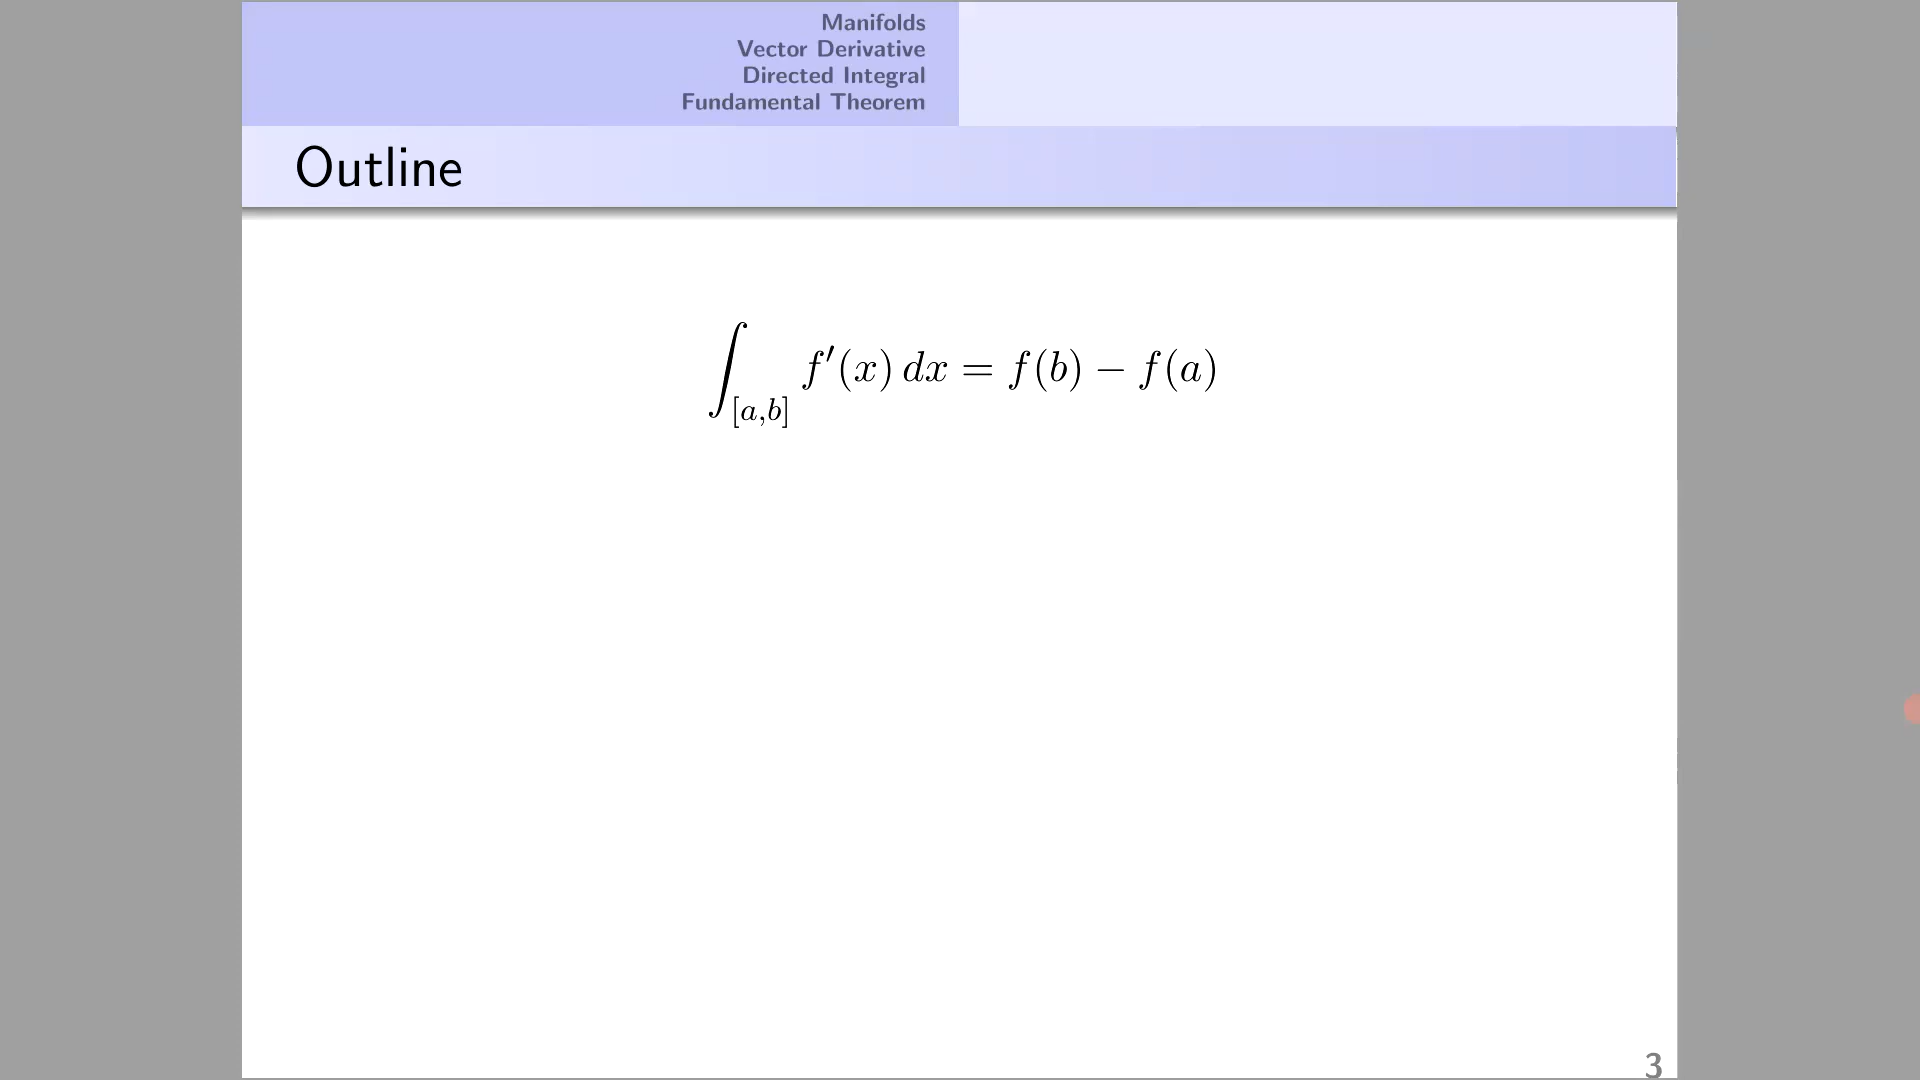 Manifolds
Vector Derivative
Directed Integral
Fundamental Theorem
Outline
∫_{[a,b]} f′(x) dx = f(b) − f(a)
3